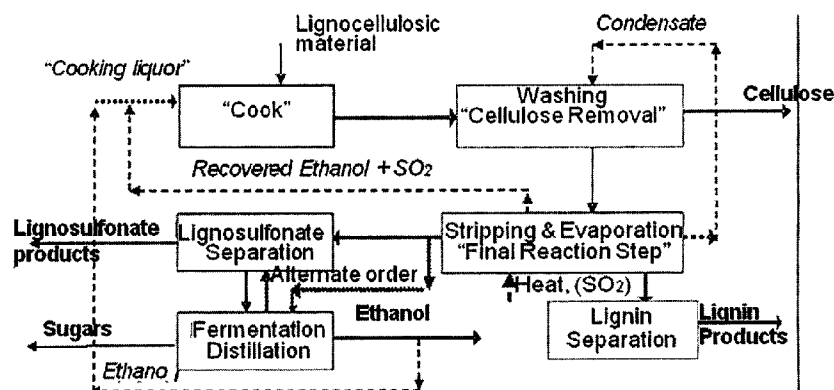 Lignocellulosic
material
Condensate
"Cooking liquor"
"Cook"
Washing
"Cellulose Removal"
Cellulose
Recovered Ethanol + SO2
Lignosulfonate
products
Lignosulfonate
Separation
Stripping & Evaporation
"Final Reaction Step"
Alternate order
Heat, (SO2)
Ethanol
Sugars
Fermentation
Distillation
Lignin
Separation
Lignin
Products
Ethano